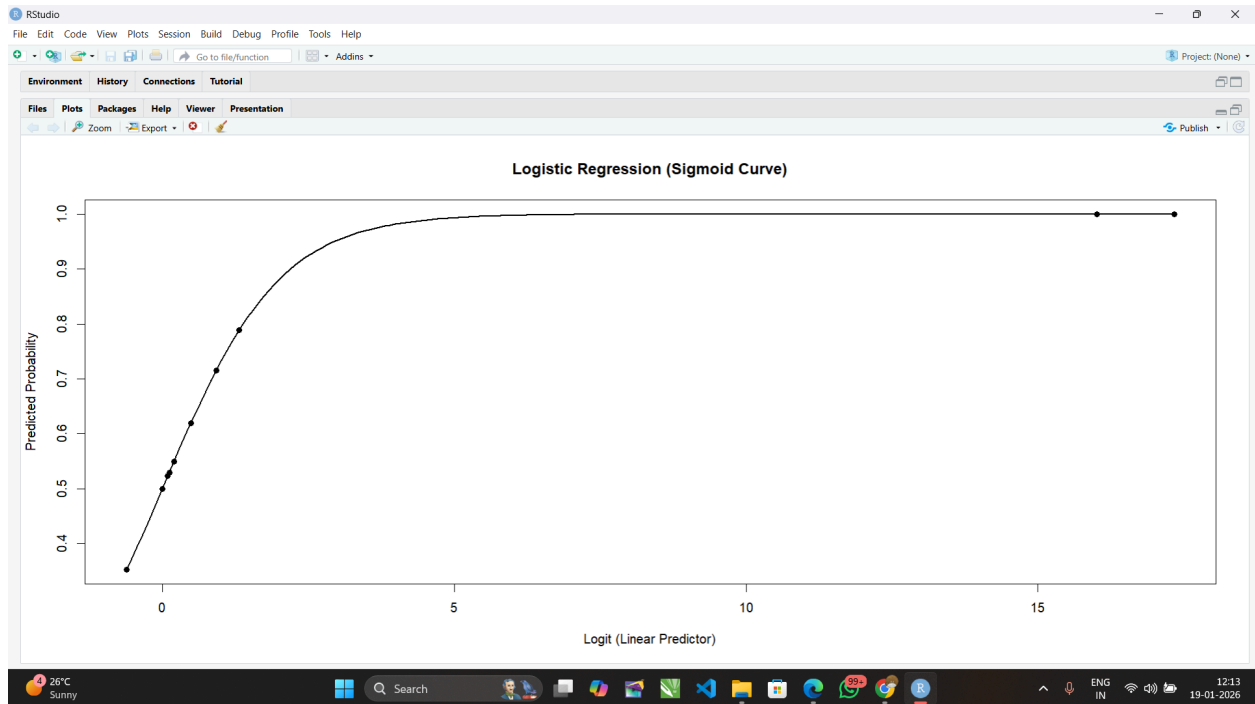 RStudio
File Edit Code View Plots Session Build Debug Profile Tools Help
Go to file/function Addins Project: (None)
Environment History Connections Tutorial
Files Plots Packages Help Viewer Presentation
Zoom Export Publish
Logistic Regression (Sigmoid Curve)
Predicted Probability
1.0
0.9
0.8
0.7
0.6
0.5
0.4
0 5 10 15
Logit (Linear Predictor)
4 26°C
Sunny
Search
99+
ENG
IN
12:13
19-01-2026